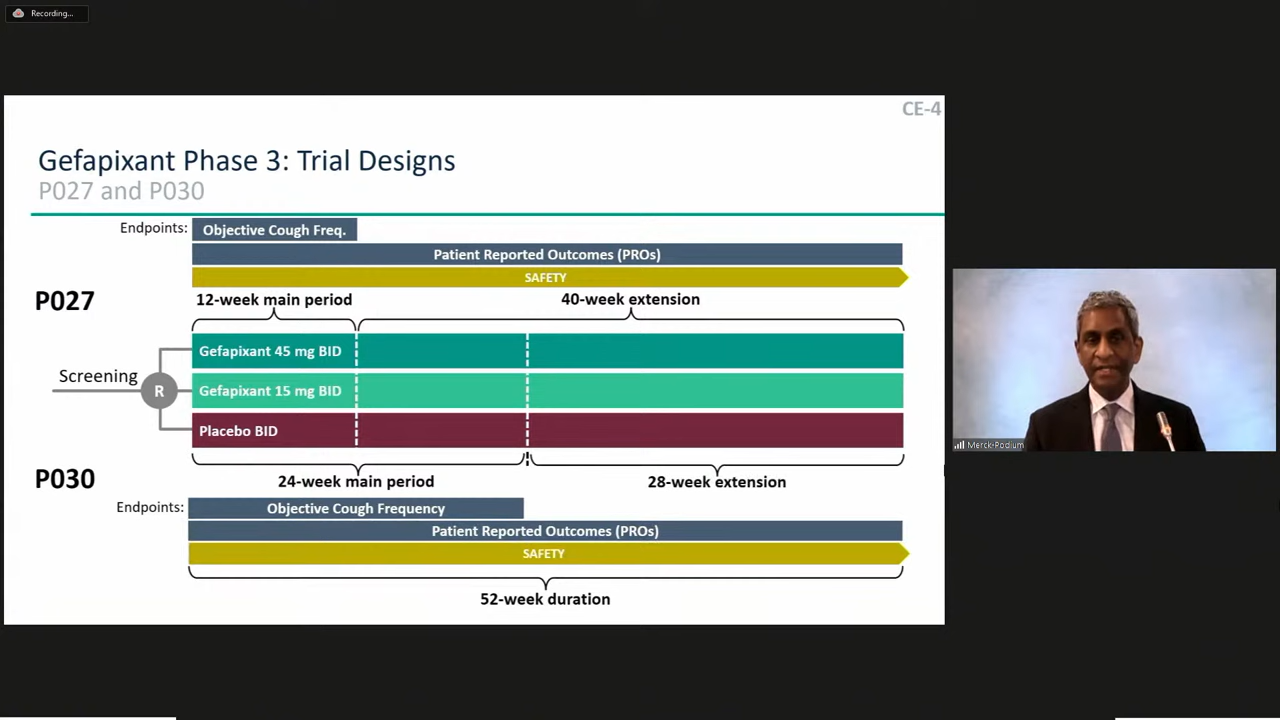 Recording...
CE-4
Gefapixant Phase 3: Trial Designs
P027 and P030
Endpoints:
Objective Cough Freq.
Patient Reported Outcomes (PROs)
SAFETY
P027
12-week main period
40-week extension
Screening
R
Gefapixant 45 mg BID
Gefapixant 15 mg BID
Placebo BID
P030
24-week main period
28-week extension
Endpoints:
Objective Cough Frequency
Patient Reported Outcomes (PROs)
SAFETY
52-week duration
Merck-Podium